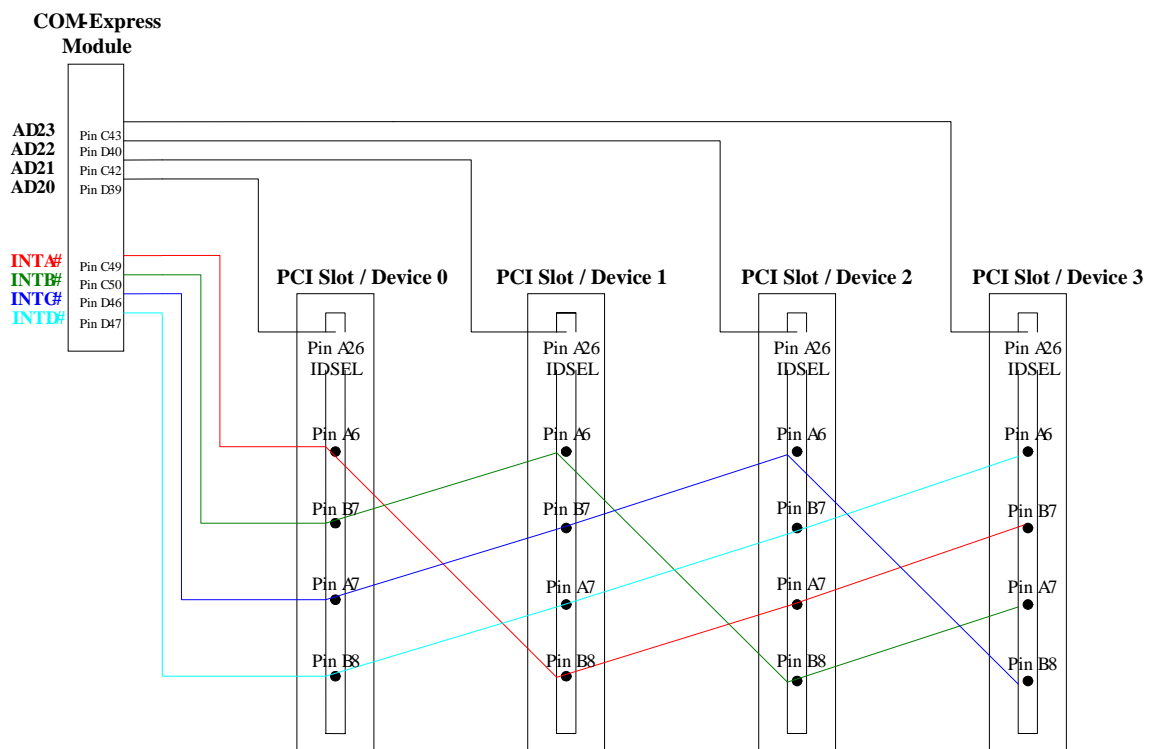 COM-Express
Module
AD23
Pin C43
AD22
Pin D40
AD21
Pin C42
AD20
Pin D39
INTA#
Pin C49
INTB#
Pin C50
INTC#
Pin D46
INTD#
Pin D47
PCI Slot / Device 0
PCI Slot / Device 1
PCI Slot / Device 2
PCI Slot / Device 3
Pin A26
IDSEL
Pin A26
IDSEL
Pin A26
IDSEL
Pin A26
IDSEL
Pin A6
Pin A6
Pin A6
Pin A6
Pin B7
Pin B7
Pin B7
Pin B7
Pin A7
Pin A7
Pin A7
Pin A7
Pin B8
Pin B8
Pin B8
Pin B8